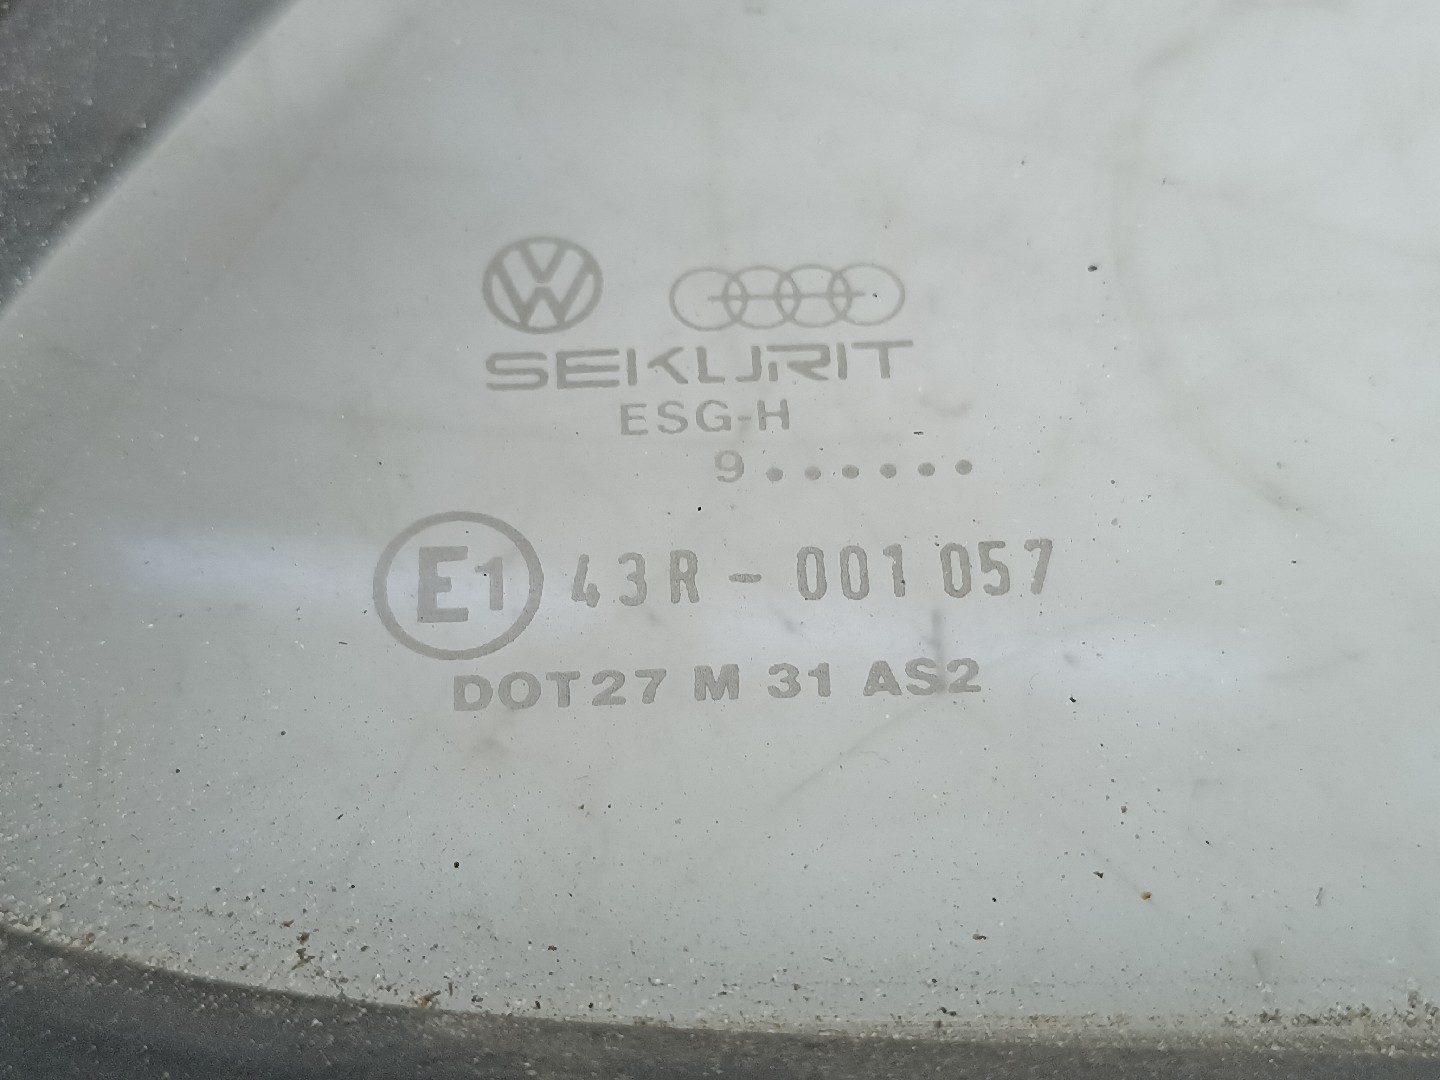 SEKURIT
ESG-H
9......
E1 43R - 001 057
DOT27 M 31 AS2